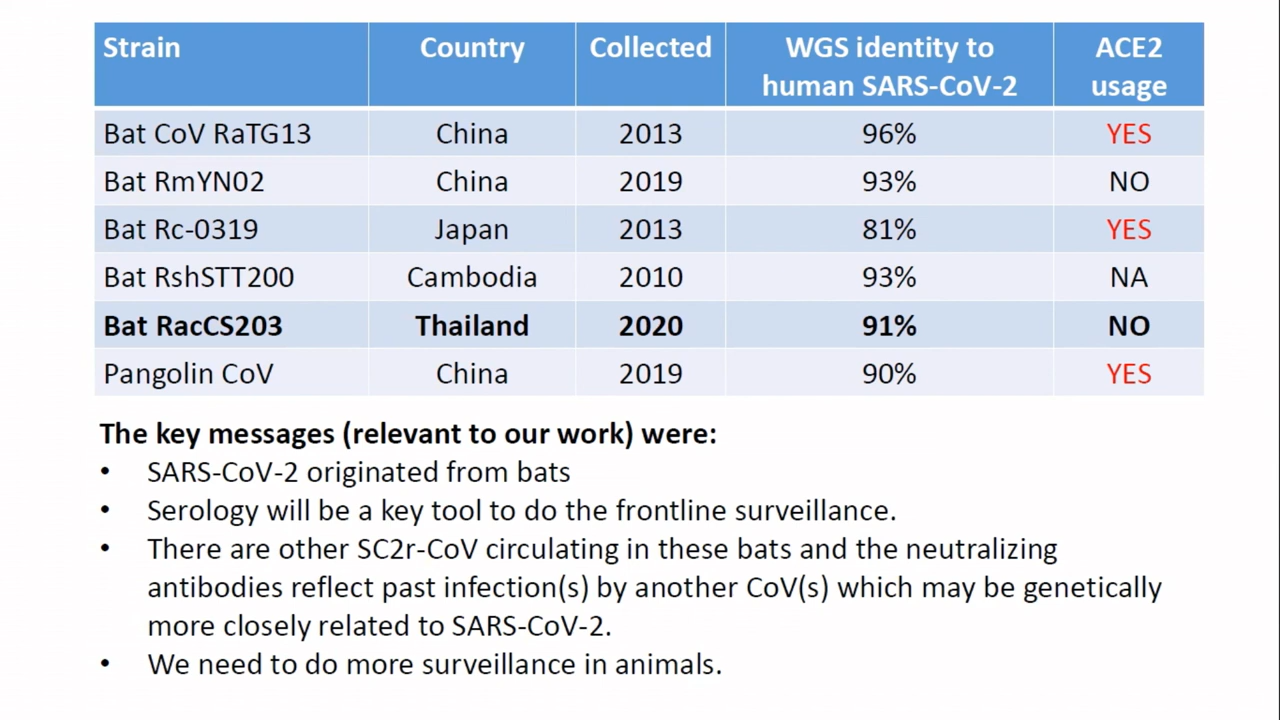 Strain Country Collected WGS identity to human SARS-CoV-2 ACE2 usage
Bat CoV RaTG13 China 2013 96% YES
Bat RmYN02 China 2019 93% NO
Bat Rc-0319 Japan 2013 81% YES
Bat RshSTT200 Cambodia 2010 93% NA
Bat RacCS203 Thailand 2020 91% NO
Pangolin CoV China 2019 90% YES
The key messages (relevant to our work) were:
• SARS-CoV-2 originated from bats
• Serology will be a key tool to do the frontline surveillance.
• There are other SC2r-CoV circulating in these bats and the neutralizing
antibodies reflect past infection(s) by another CoV(s) which may be genetically
more closely related to SARS-CoV-2.
• We need to do more surveillance in animals.